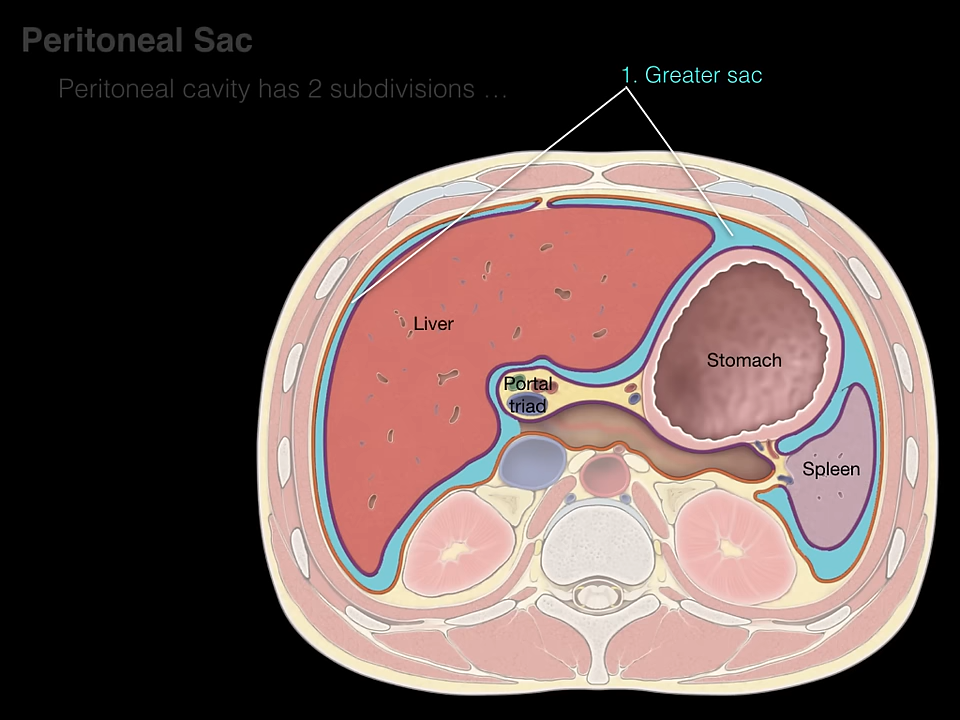 Peritoneal Sac
Peritoneal cavity has 2 subdivisions …
1. Greater sac
Liver
Stomach
Portal
triad
Spleen